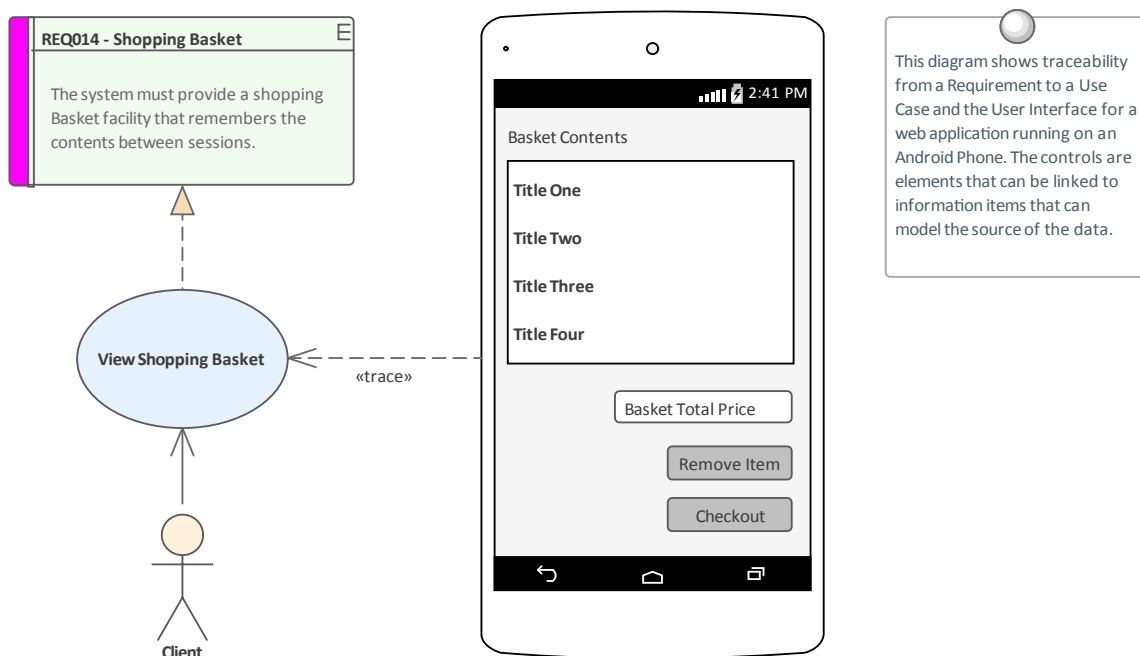 REQ014 - Shopping Basket
E
The system must provide a shopping
Basket facility that remembers the
contents between sessions.
View Shopping Basket
«trace»
Client
2:41 PM
Basket Contents
Title One
Title Two
Title Three
Title Four
Basket Total Price
Remove Item
Checkout
This diagram shows traceability
from a Requirement to a Use
Case and the User Interface for a
web application running on an
Android Phone. The controls are
elements that can be linked to
information items that can
model the source of the data.